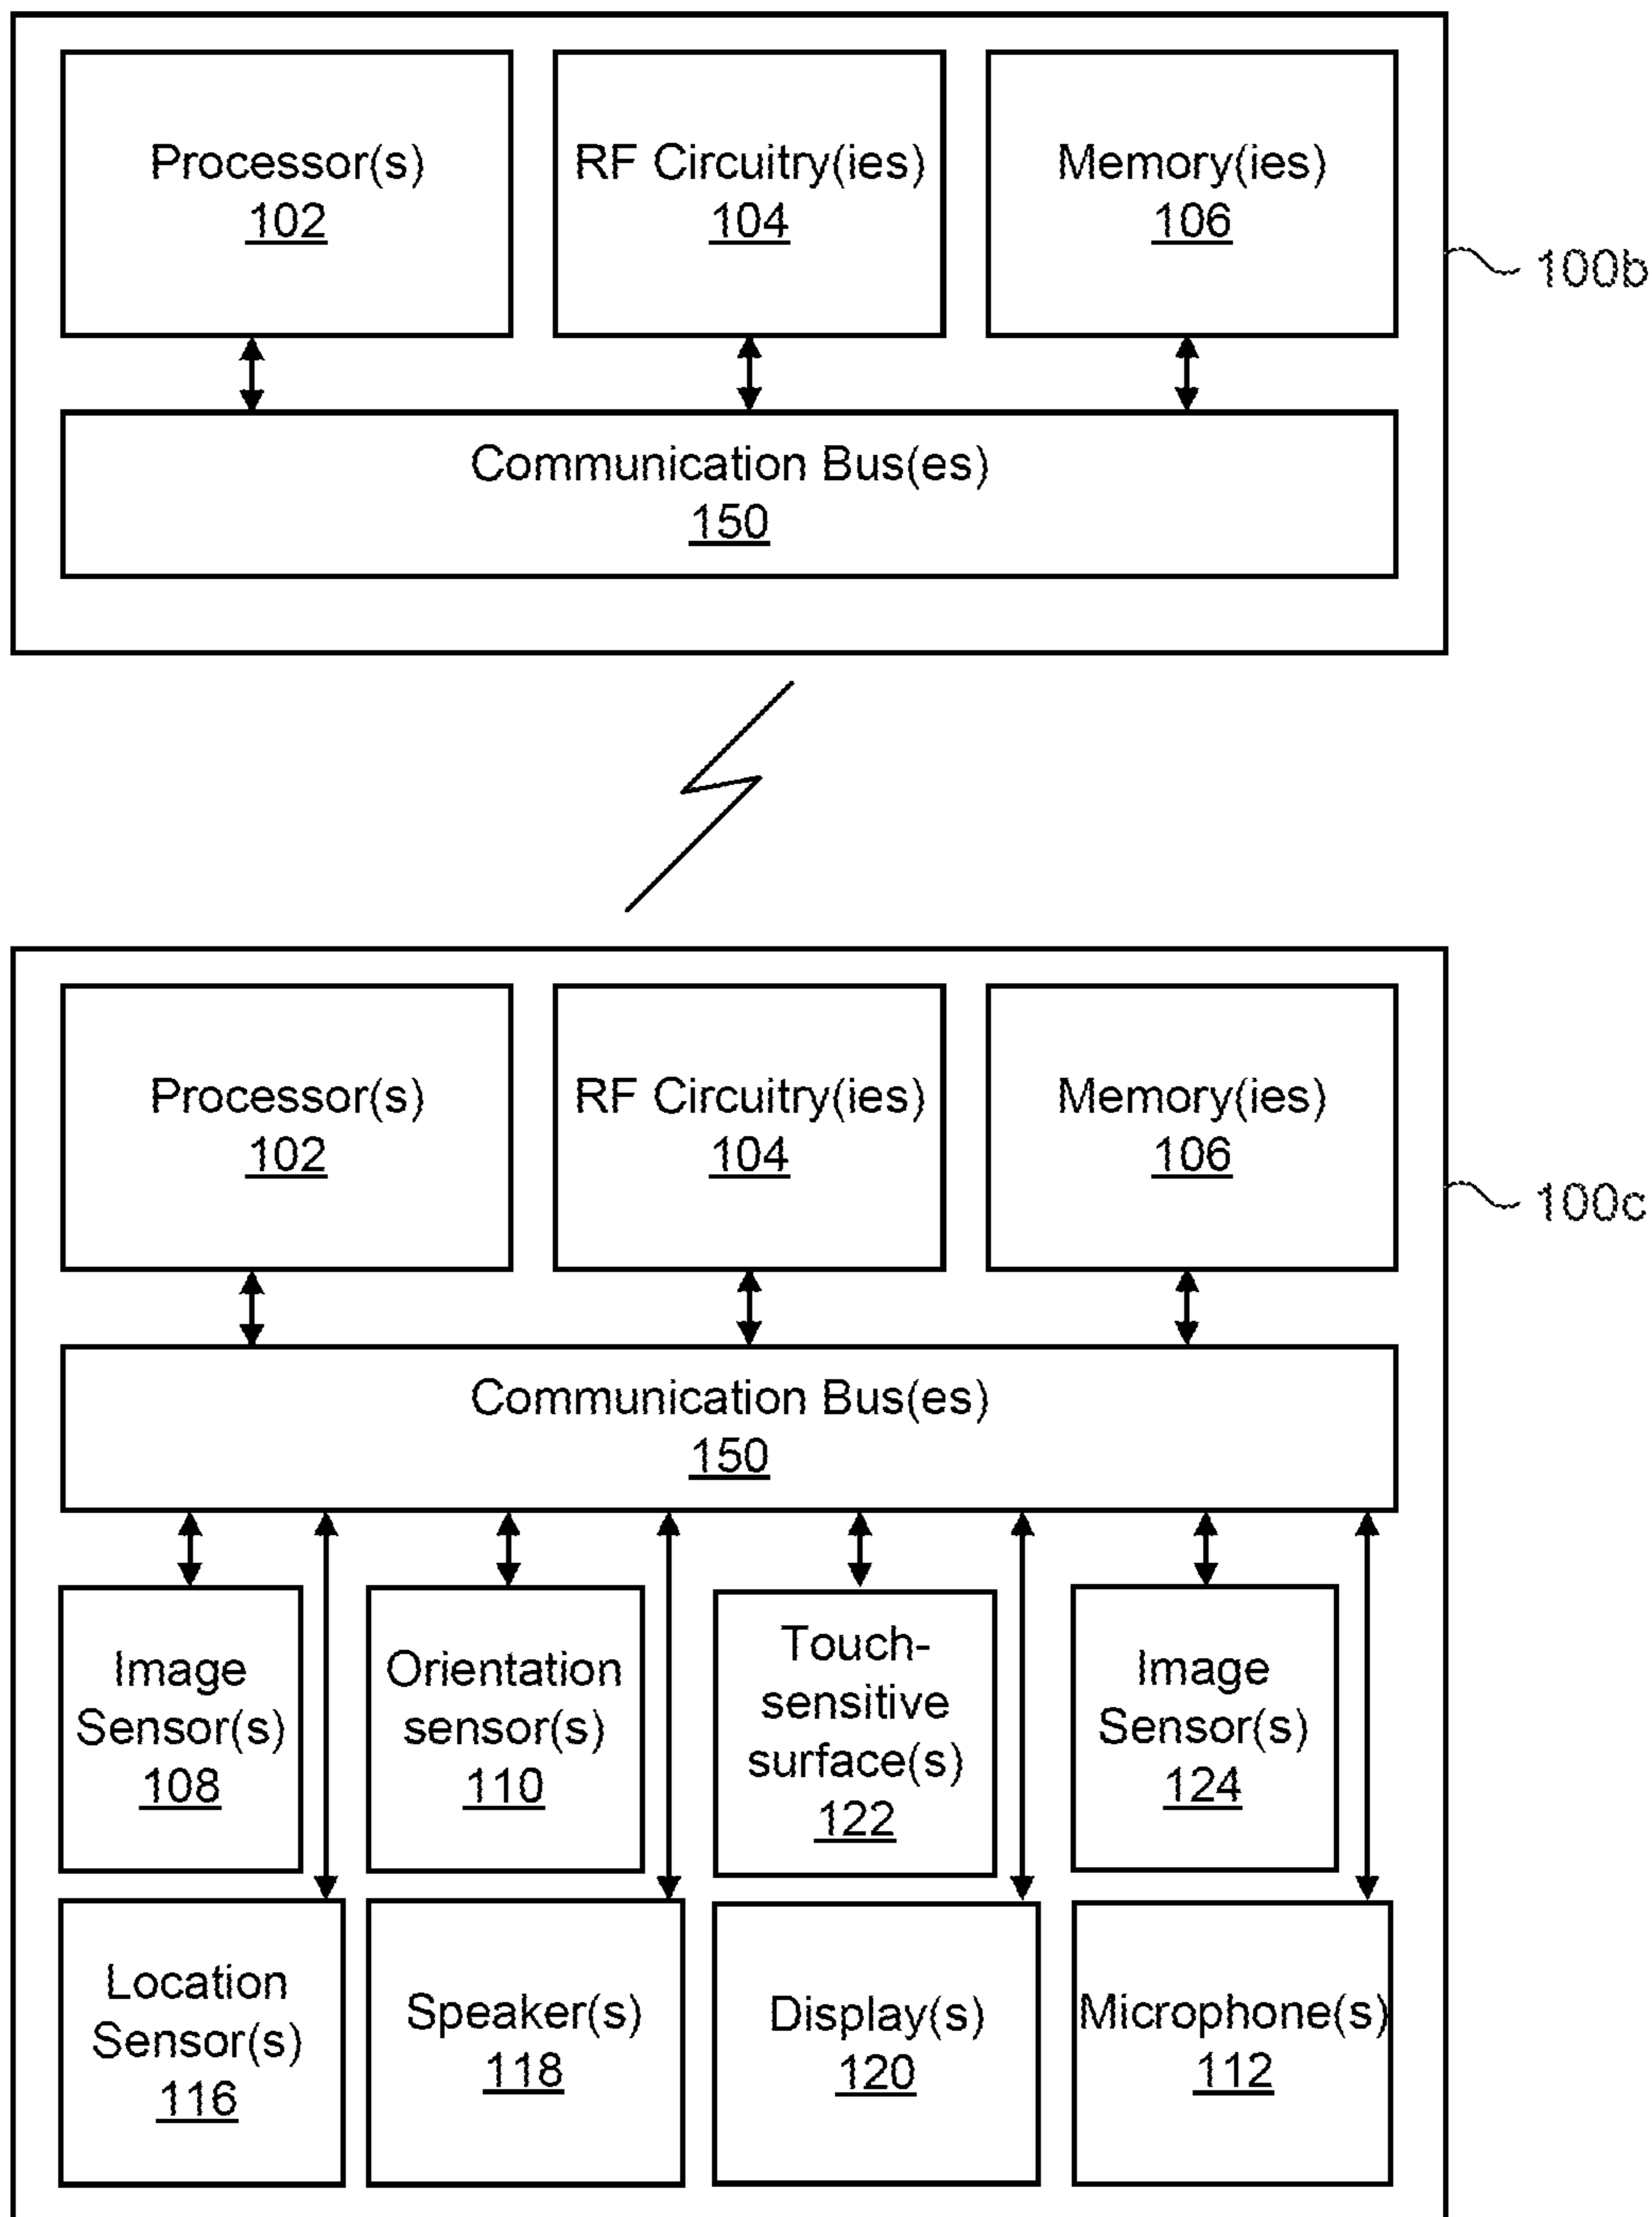 Processor(s)
102
RF Circuitry(ies)
104
Memory(ies)
106
100b
Communication Bus(es)
150
Processor(s)
102
RF Circuitry(ies)
104
Memory(ies)
106
100c
Communication Bus(es)
150
Image
Sensor(s)
108
Orientation
sensor(s)
110
Touch-
sensitive
surface(s)
122
Image
Sensor(s)
124
Location
Sensor(s)
116
Speaker(s)
118
Display(s)
120
Microphone(s)
112